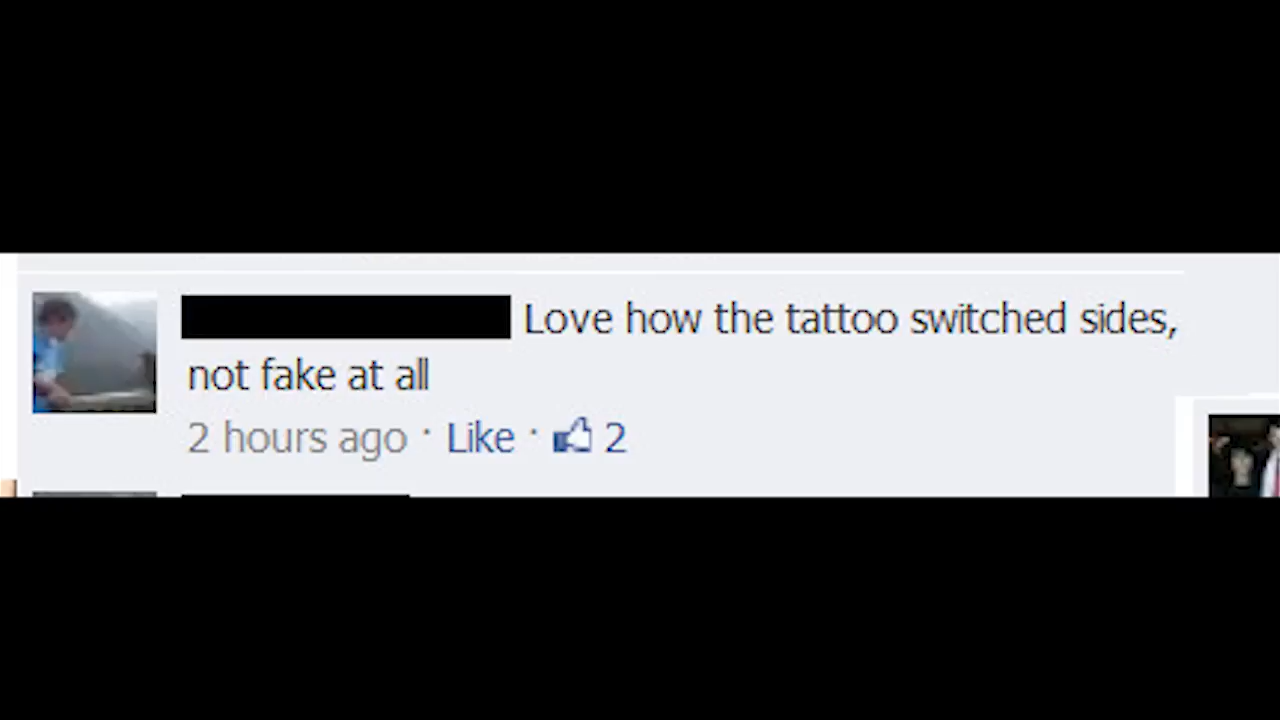 Love how the tattoo switched sides,
not fake at all
2 hours ago · Like · 2